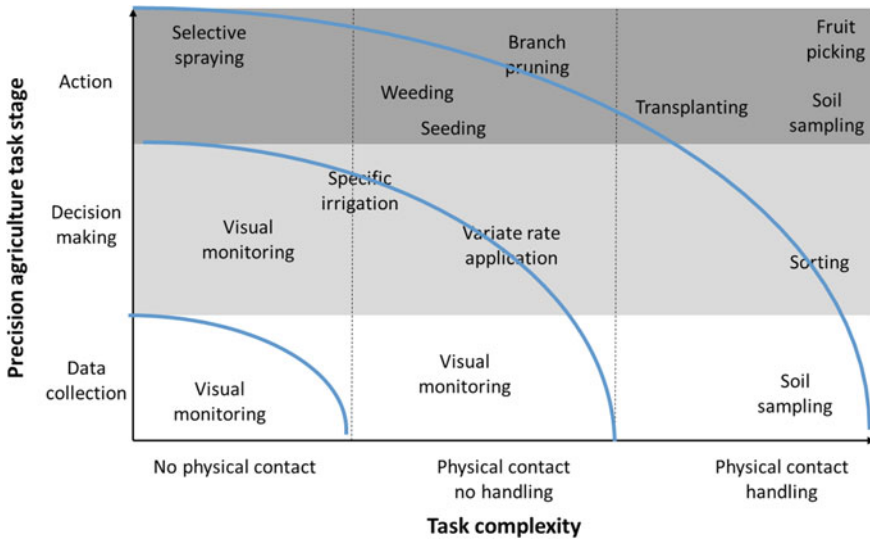 Precision agriculture task stage
Action
Decision
making
Data
collection
Selective
spraying
Branch
pruning
Fruit
picking
Weeding
Seeding
Transplanting
Soil
sampling
Specific
irrigation
Visual
monitoring
Variate rate
application
Sorting
Visual
monitoring
Visual
monitoring
Soil
sampling
No physical contact
Physical contact
no handling
Physical contact
handling
Task complexity